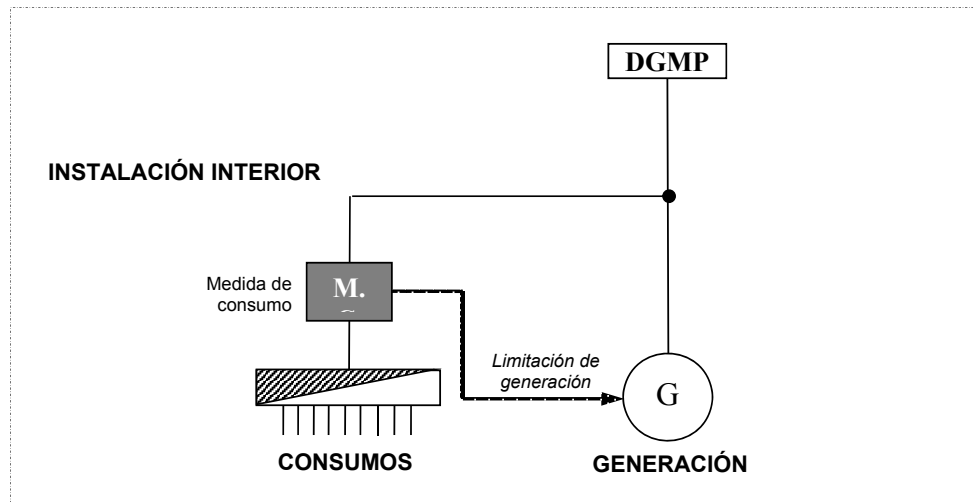 DGMP
INSTALACIÓN INTERIOR
Medida de
consumo
M.
~
Limitación de
generación
G
CONSUMOS
GENERACIÓN